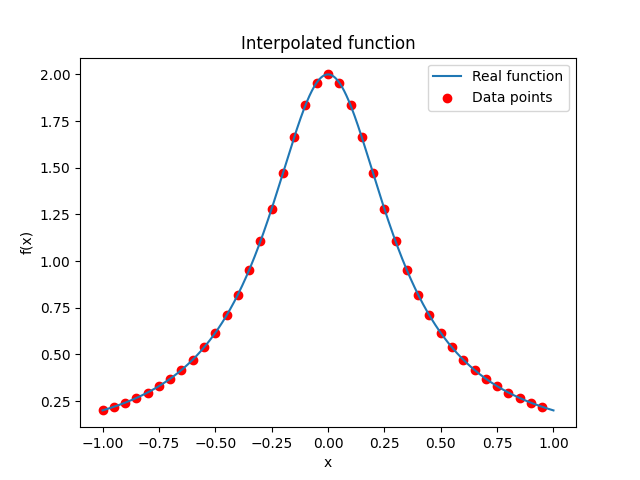 Interpolated function
Real function
Data points
2.00
1.75
1.50
1.25
1.00
0.75
0.50
0.25
f(x)
−1.00 −0.75 −0.50 −0.25 0.00 0.25 0.50 0.75 1.00
x